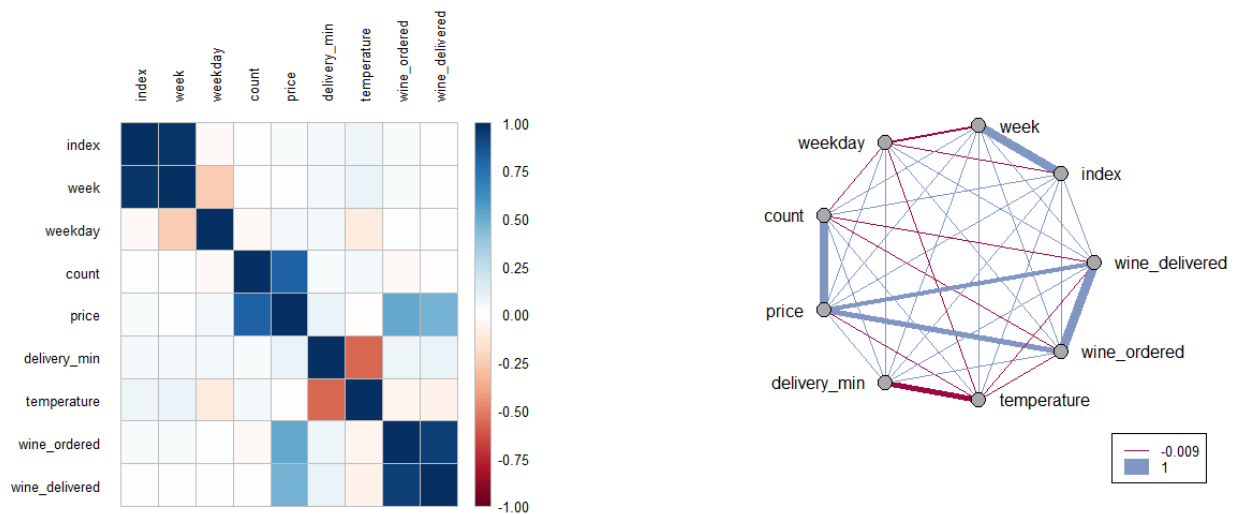 index
week
weekday
count
price
delivery_min
temperature
wine_ordered
wine_delivered
index
week
weekday
count
price
delivery_min
temperature
wine_ordered
wine_delivered
1.00
0.75
0.50
0.25
0.00
-0.25
-0.50
-0.75
-1.00
week
weekday
index
count
wine_delivered
price
wine_ordered
delivery_min
temperature
-0.009
1